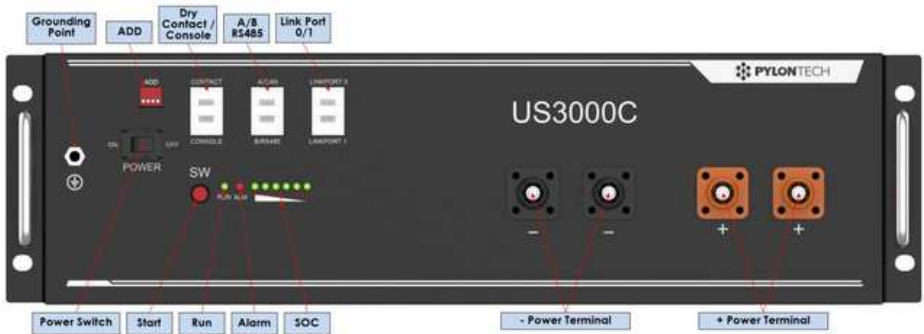 Grounding
Point
ADD
Dry
Contact /
Console
A/B
RS485
Link Port
0/1
PYLONTECH
ADD
CONTACT
A/CAN
LINKPORT 0
US3000C
ON
OFF
POWER
CONSOLE
B/RS485
LINKPORT 1
SW
RUN
ALM
−
−
+
+
Power Switch
Start
Run
Alarm
SOC
- Power Terminal
+ Power Terminal